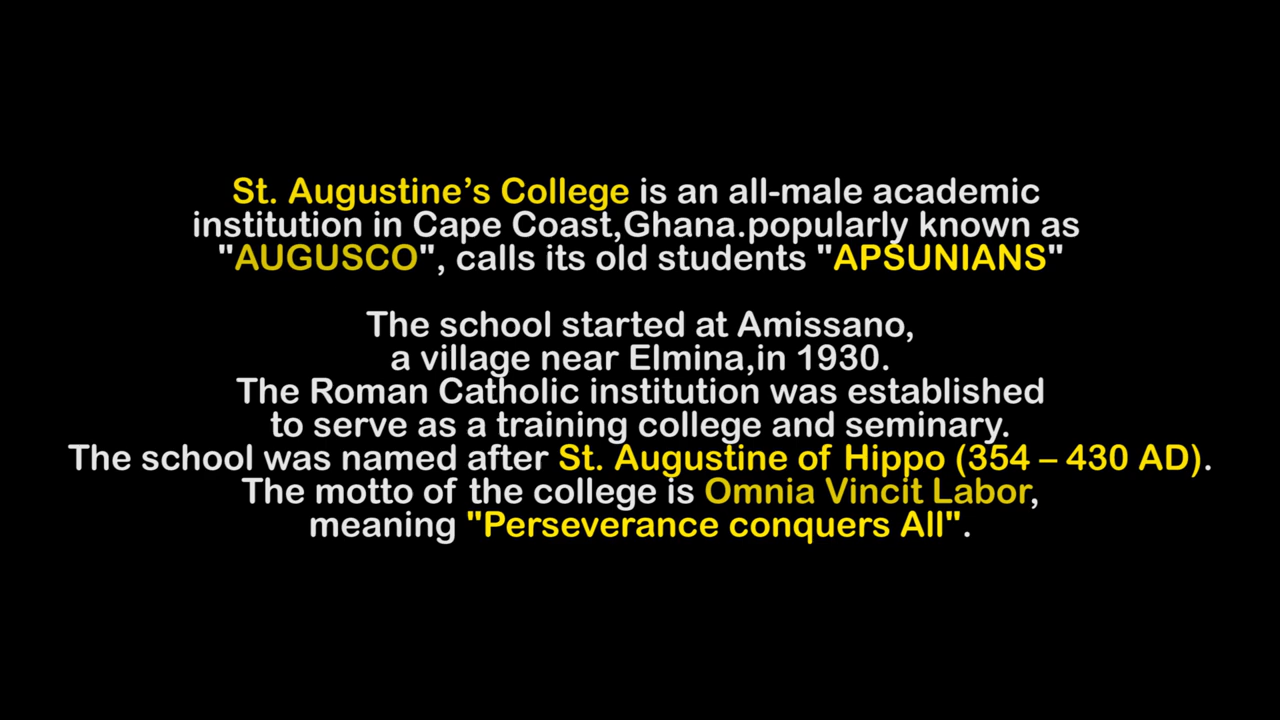 St. Augustine’s College is an all-male academic
institution in Cape Coast,Ghana.popularly known as
"AUGUSCO", calls its old students "APSUNIANS"
The school started at Amissano,
a village near Elmina,in 1930.
The Roman Catholic institution was established
to serve as a training college and seminary.
The school was named after St. Augustine of Hippo (354 – 430 AD).
The motto of the college is Omnia Vincit Labor,
meaning "Perseverance conquers All".